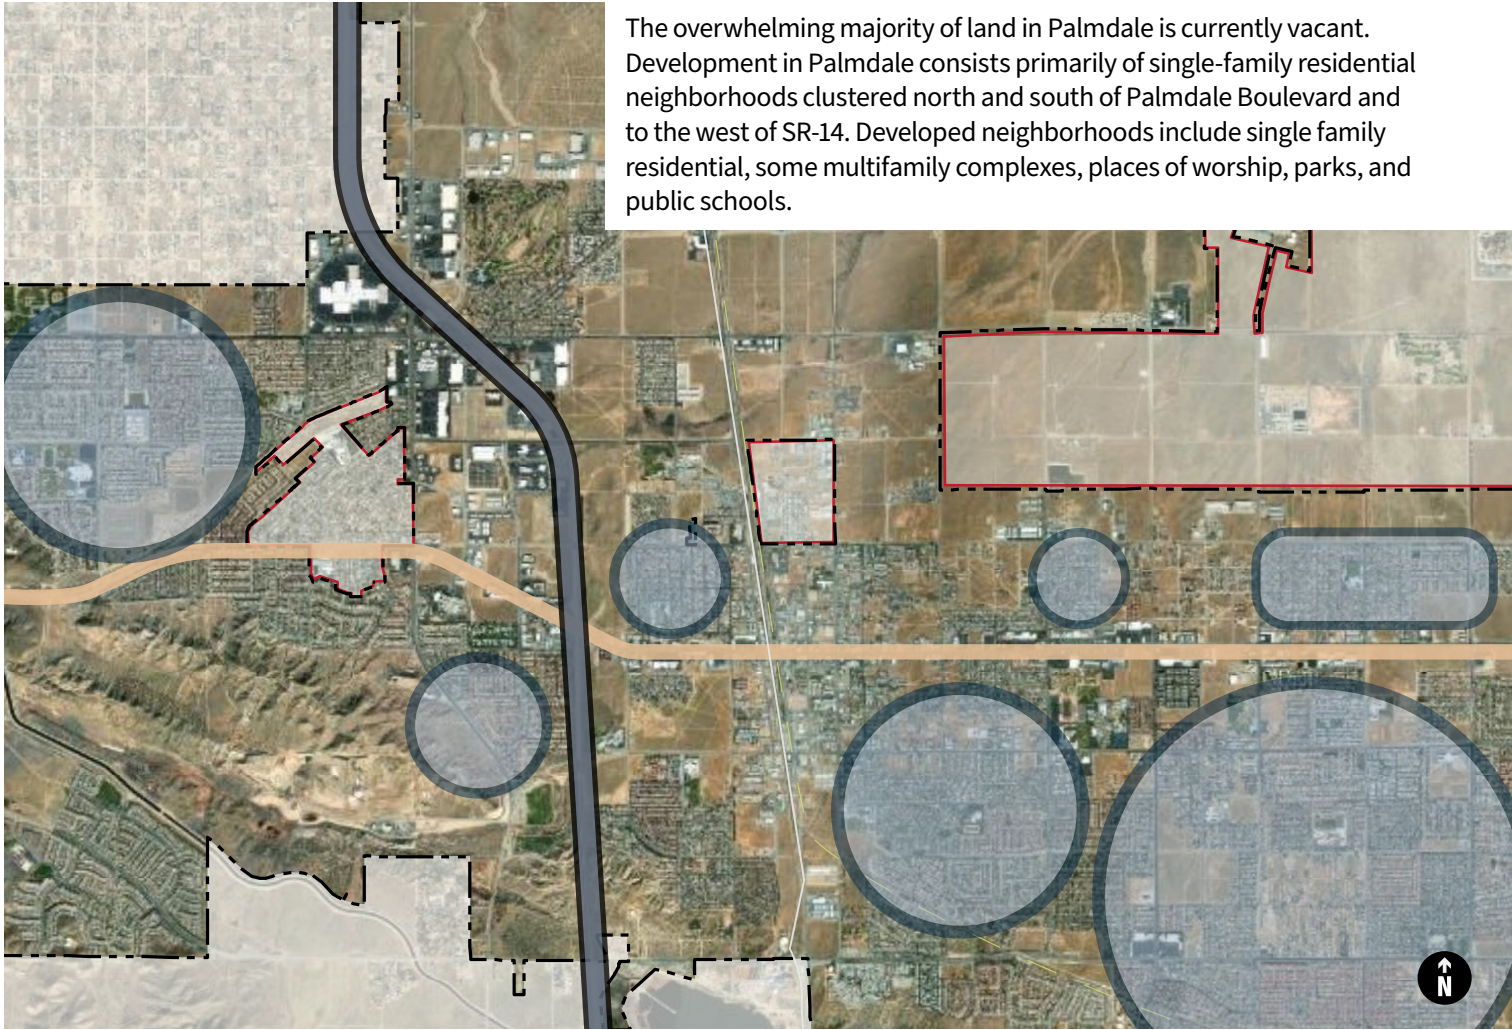 The overwhelming majority of land in Palmdale is currently vacant.
Development in Palmdale consists primarily of single-family residential
neighborhoods clustered north and south of Palmdale Boulevard and
to the west of SR-14. Developed neighborhoods include single family
residential, some multifamily complexes, places of worship, parks, and
public schools.
N